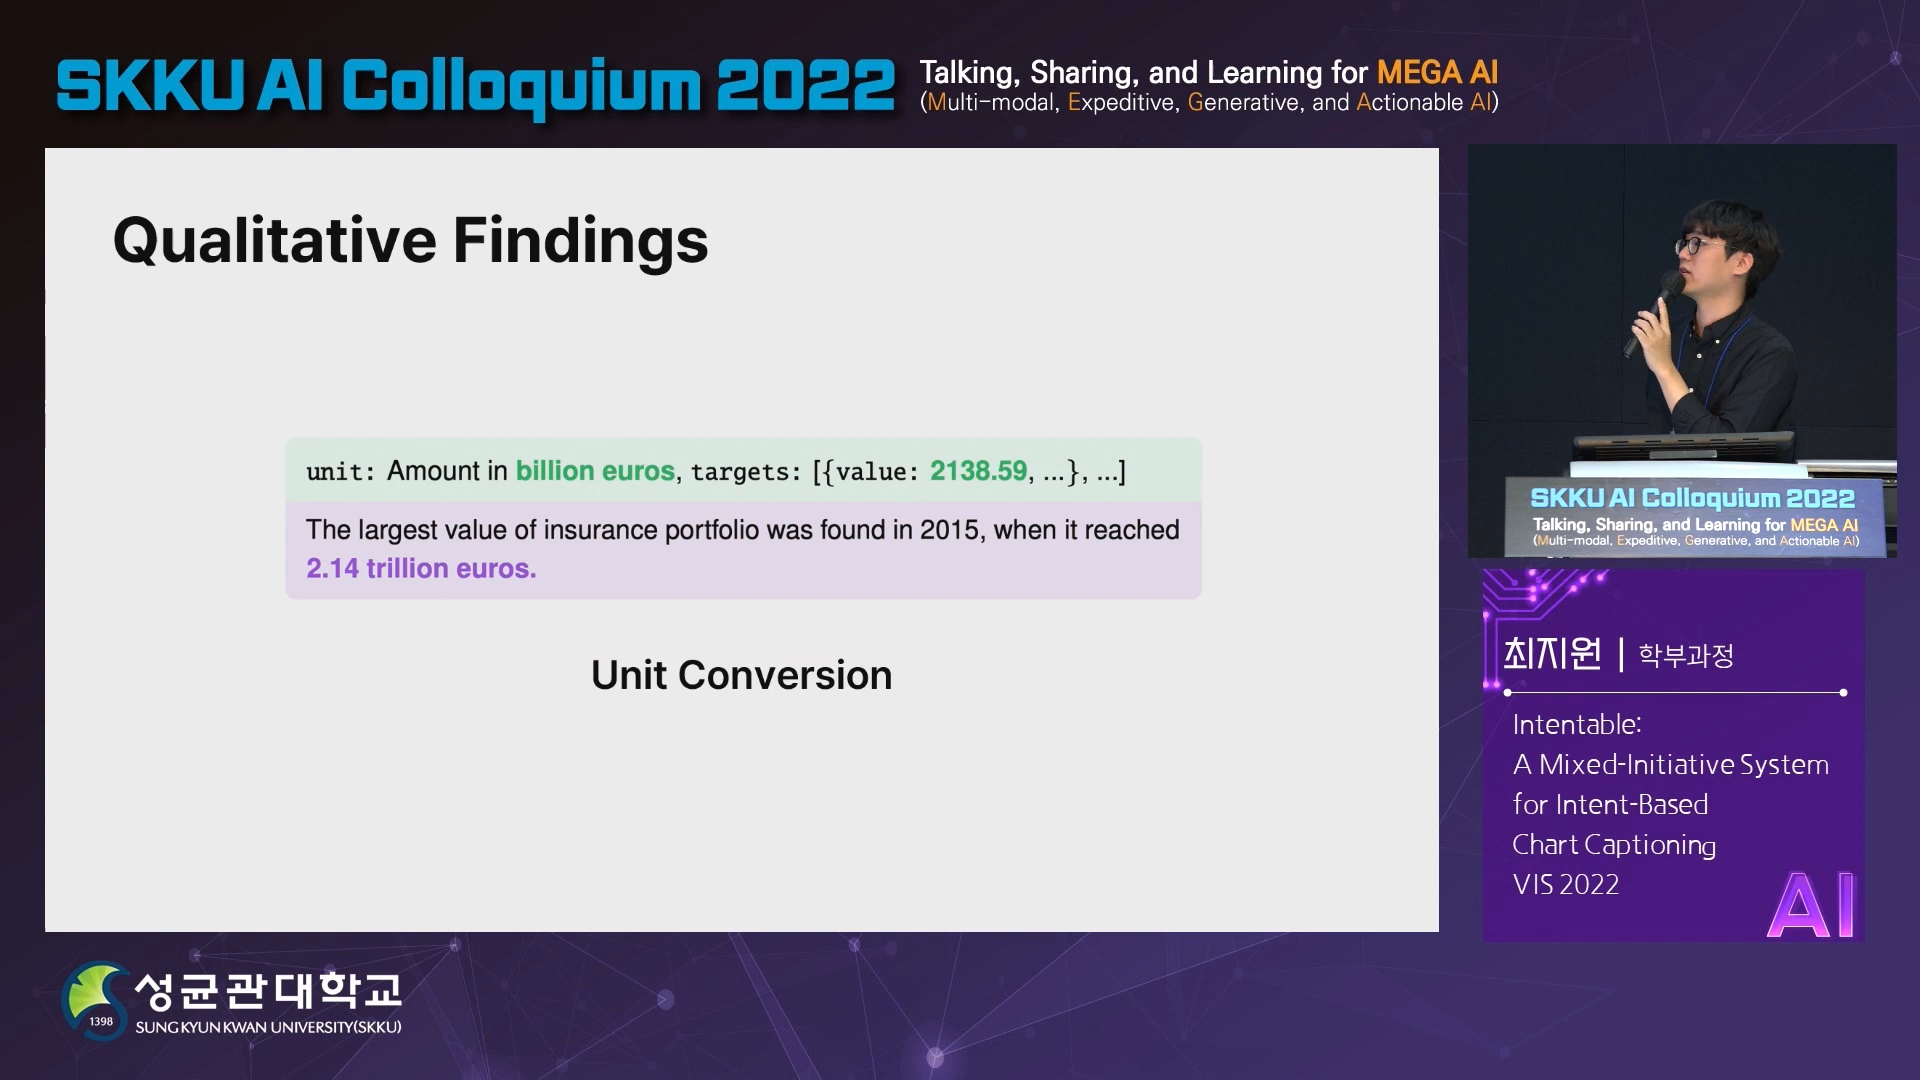 SKKU AI Colloquium 2022
Talking, Sharing, and Learning for MEGA AI
(Multi-modal, Expeditive, Generative, and Actionable AI)
Qualitative Findings
unit: Amount in billion euros, targets: [{value: 2138.59, ...}, ...]
The largest value of insurance portfolio was found in 2015, when it reached
2.14 trillion euros.
Unit Conversion
SKKU AI Colloquium 2022
Talking, Sharing, and Learning for MEGA AI
(Multi-modal, Expeditive, Generative, and Actionable AI)
최지원 | 학부과정
Intentable:
A Mixed-Initiative System
for Intent-Based
Chart Captioning
VIS 2022
AI
1398
성균관대학교
SUNG KYUN KWAN UNIVERSITY(SKKU)